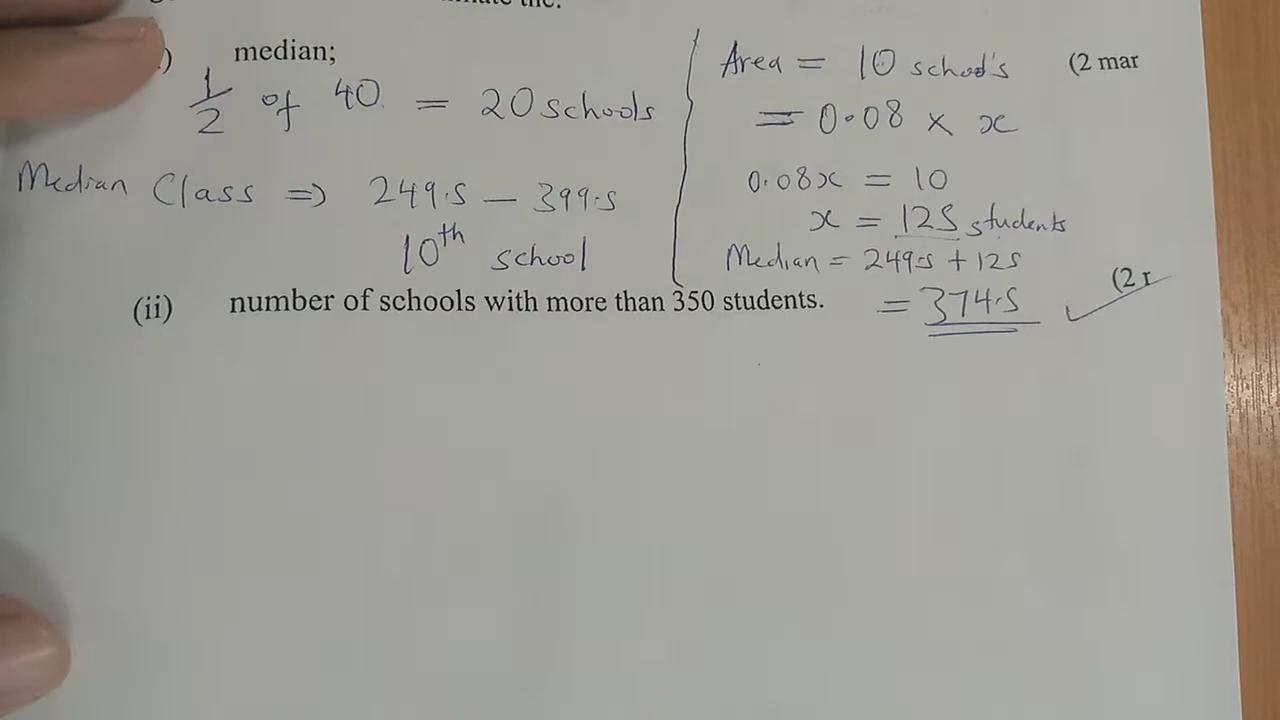 median;
1/2 of 40 = 20 schools
Median Class => 249.5 — 399.5
10th school
Area = 10 schools
(2 mar
= 0.08 × x
0.08x = 10
x = 125 students
Median = 249.5 + 125
= 374.5
(ii) number of schools with more than 350 students.